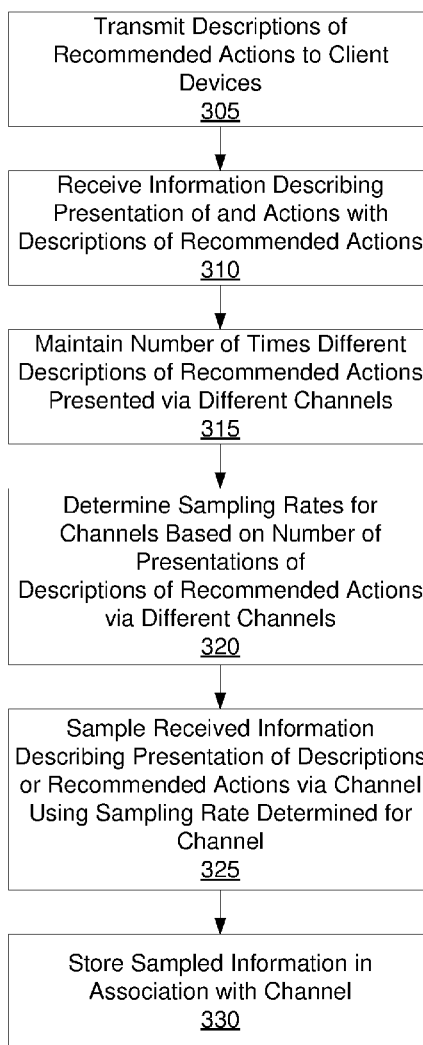 Transmit Descriptions of
Recommended Actions to Client
Devices
305
Receive Information Describing
Presentation of and Actions with
Descriptions of Recommended Actions
310
Maintain Number of Times Different
Descriptions of Recommended Actions
Presented via Different Channels
315
Determine Sampling Rates for
Channels Based on Number of
Presentations of
Descriptions of Recommended Actions
via Different Channels
320
Sample Received Information
Describing Presentation of Descriptions
or Recommended Actions via Channel
Using Sampling Rate Determined for
Channel
325
Store Sampled Information in
Association with Channel
330